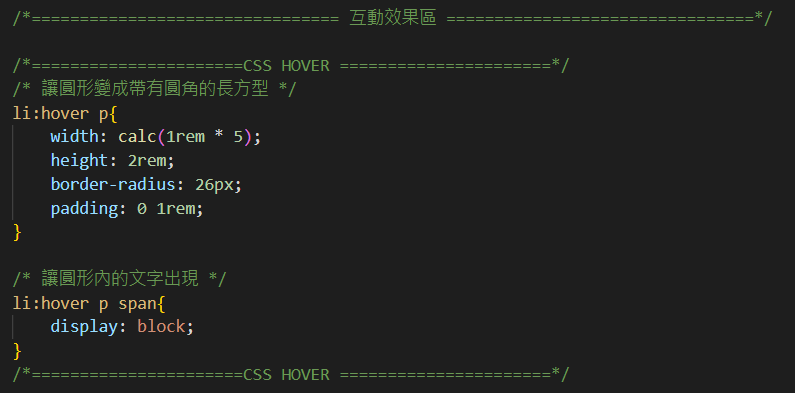 /*================================ 互動效果區 ================================*/
/*======================CSS HOVER ======================*/
/* 讓圓形變成帶有圓角的長方型 */
li:hover p{
width: calc(1rem * 5);
height: 2rem;
border-radius: 26px;
padding: 0 1rem;
}
/* 讓圓形內的文字出現 */
li:hover p span{
display: block;
}
/*======================CSS HOVER ======================*/